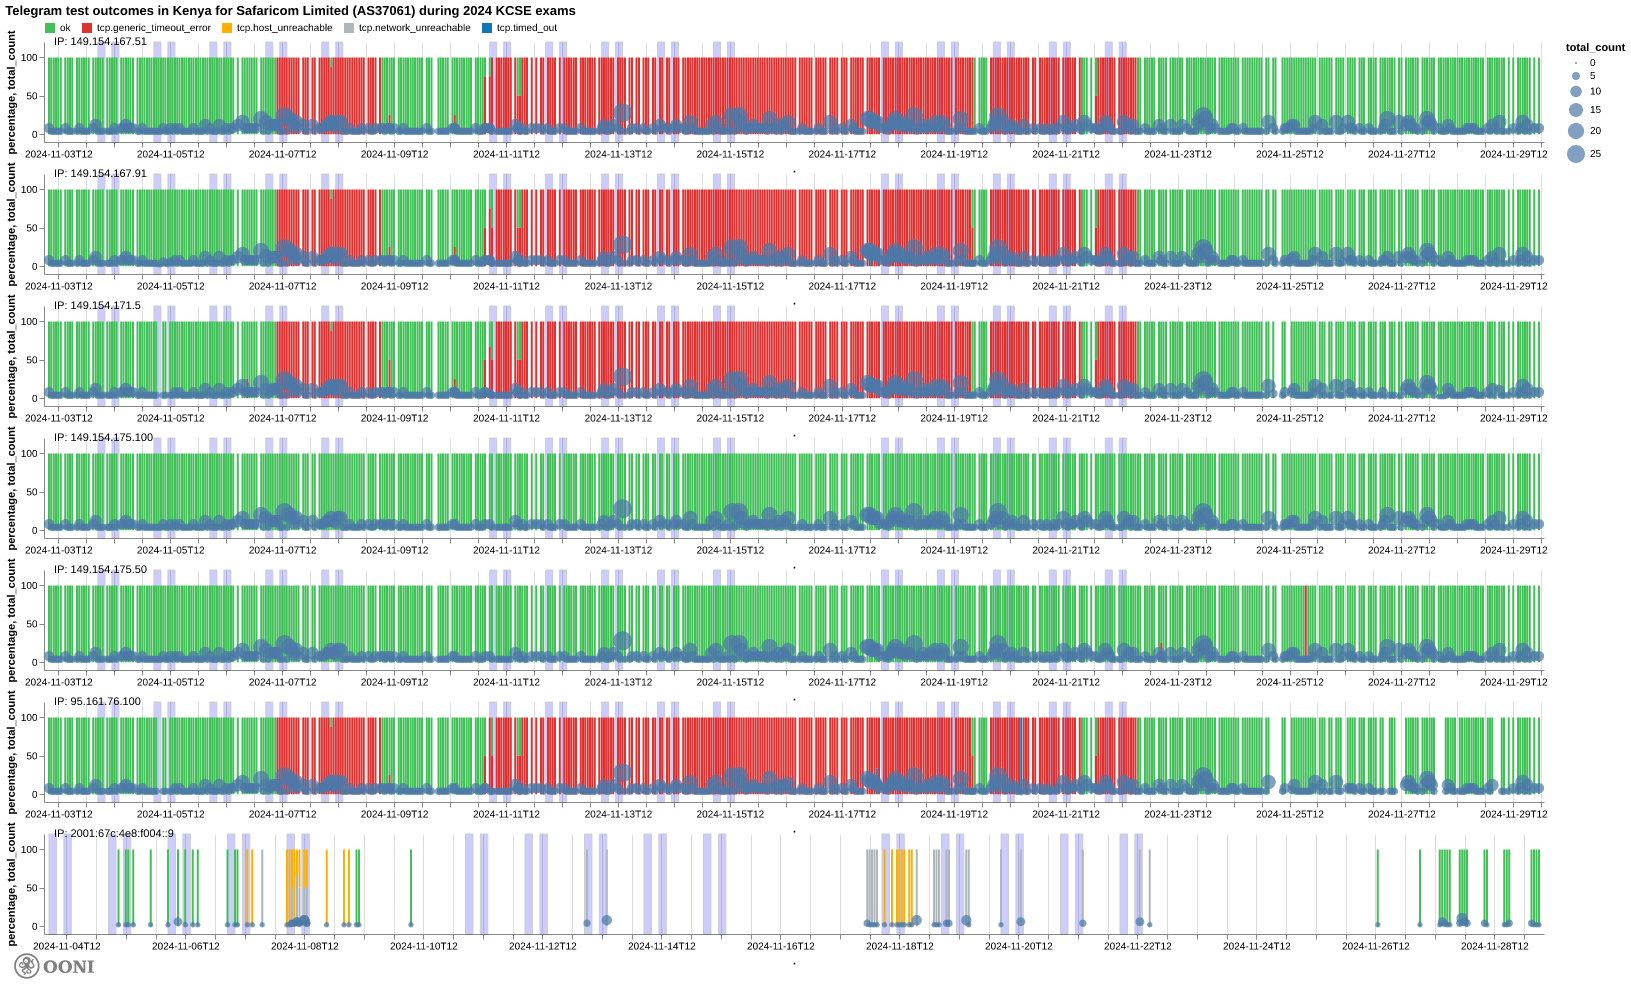 Telegram test outcomes in Kenya for Safaricom Limited (AS37061) during 2024 KCSE exams
ok tcp.generic_timeout_error tcp.host_unreachable tcp.network_unreachable tcp.timed_out
total_count
0
5
10
15
20
25
IP: 149.154.167.51
percentage, total_count
100
50
0
2024-11-03T12 2024-11-05T12 2024-11-07T12 2024-11-09T12 2024-11-11T12 2024-11-13T12 2024-11-15T12 2024-11-17T12 2024-11-19T12 2024-11-21T12 2024-11-23T12 2024-11-25T12 2024-11-27T12 2024-11-29T12
IP: 149.154.167.91
percentage, total_count
100
50
0
2024-11-03T12 2024-11-05T12 2024-11-07T12 2024-11-09T12 2024-11-11T12 2024-11-13T12 2024-11-15T12 2024-11-17T12 2024-11-19T12 2024-11-21T12 2024-11-23T12 2024-11-25T12 2024-11-27T12 2024-11-29T12
IP: 149.154.171.5
percentage, total_count
100
50
0
2024-11-03T12 2024-11-05T12 2024-11-07T12 2024-11-09T12 2024-11-11T12 2024-11-13T12 2024-11-15T12 2024-11-17T12 2024-11-19T12 2024-11-21T12 2024-11-23T12 2024-11-25T12 2024-11-27T12 2024-11-29T12
IP: 149.154.175.100
percentage, total_count
100
50
0
2024-11-03T12 2024-11-05T12 2024-11-07T12 2024-11-09T12 2024-11-11T12 2024-11-13T12 2024-11-15T12 2024-11-17T12 2024-11-19T12 2024-11-21T12 2024-11-23T12 2024-11-25T12 2024-11-27T12 2024-11-29T12
IP: 149.154.175.50
percentage, total_count
100
50
0
2024-11-03T12 2024-11-05T12 2024-11-07T12 2024-11-09T12 2024-11-11T12 2024-11-13T12 2024-11-15T12 2024-11-17T12 2024-11-19T12 2024-11-21T12 2024-11-23T12 2024-11-25T12 2024-11-27T12 2024-11-29T12
IP: 95.161.76.100
percentage, total_count
100
50
0
2024-11-03T12 2024-11-05T12 2024-11-07T12 2024-11-09T12 2024-11-11T12 2024-11-13T12 2024-11-15T12 2024-11-17T12 2024-11-19T12 2024-11-21T12 2024-11-23T12 2024-11-25T12 2024-11-27T12 2024-11-29T12
IP: 2001:67c:4e8:f004::9
percentage, total_count
100
50
0
2024-11-04T12 2024-11-06T12 2024-11-08T12 2024-11-10T12 2024-11-12T12 2024-11-14T12 2024-11-16T12 2024-11-18T12 2024-11-20T12 2024-11-22T12 2024-11-24T12 2024-11-26T12 2024-11-28T12
OONI